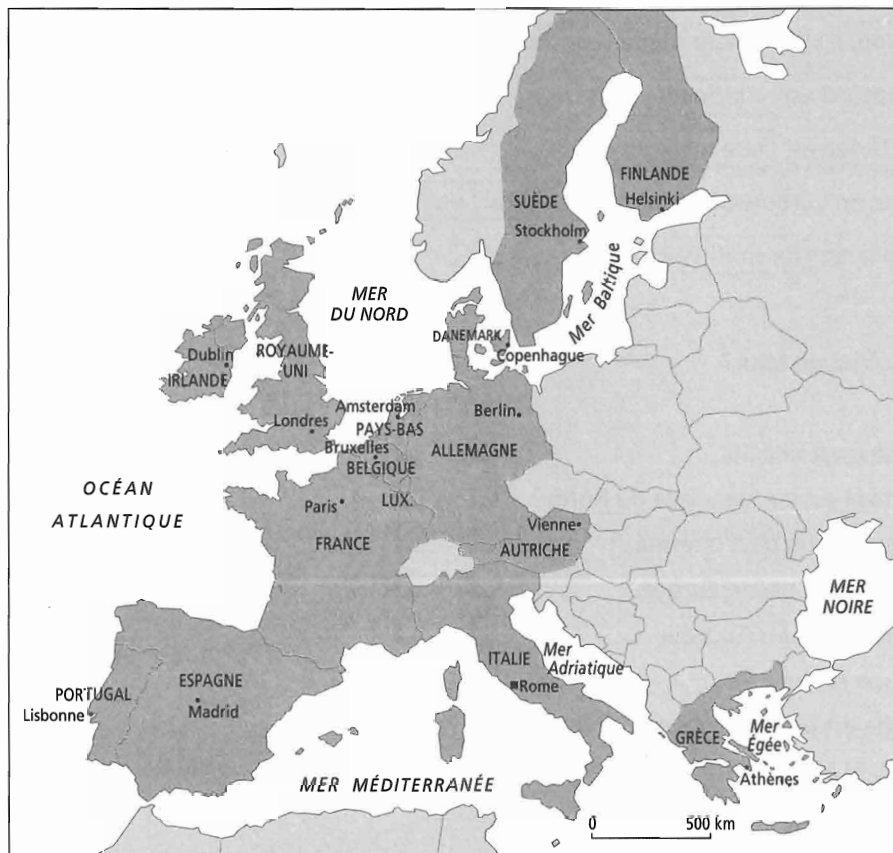 FINLANDE
Helsinki
SUÈDE
Stockholm
Mer Baltique
MER
DU NORD
DANEMARK
Copenhague
Dublin
IRLANDE
ROYAUME-
UNI
Londres
Amsterdam
PAYS-BAS
Bruxelles
BELGIQUE
Berlin
ALLEMAGNE
OCÉAN
ATLANTIQUE
Paris
LUX.
FRANCE
Vienne
AUTRICHE
MER
NOIRE
ITALIE
Rome
Mer
Adriatique
PORTUGAL
Lisbonne
ESPAGNE
Madrid
GRÈCE
Mer
Égée
Athènes
MER MÉDITERRANÉE
0 500 km